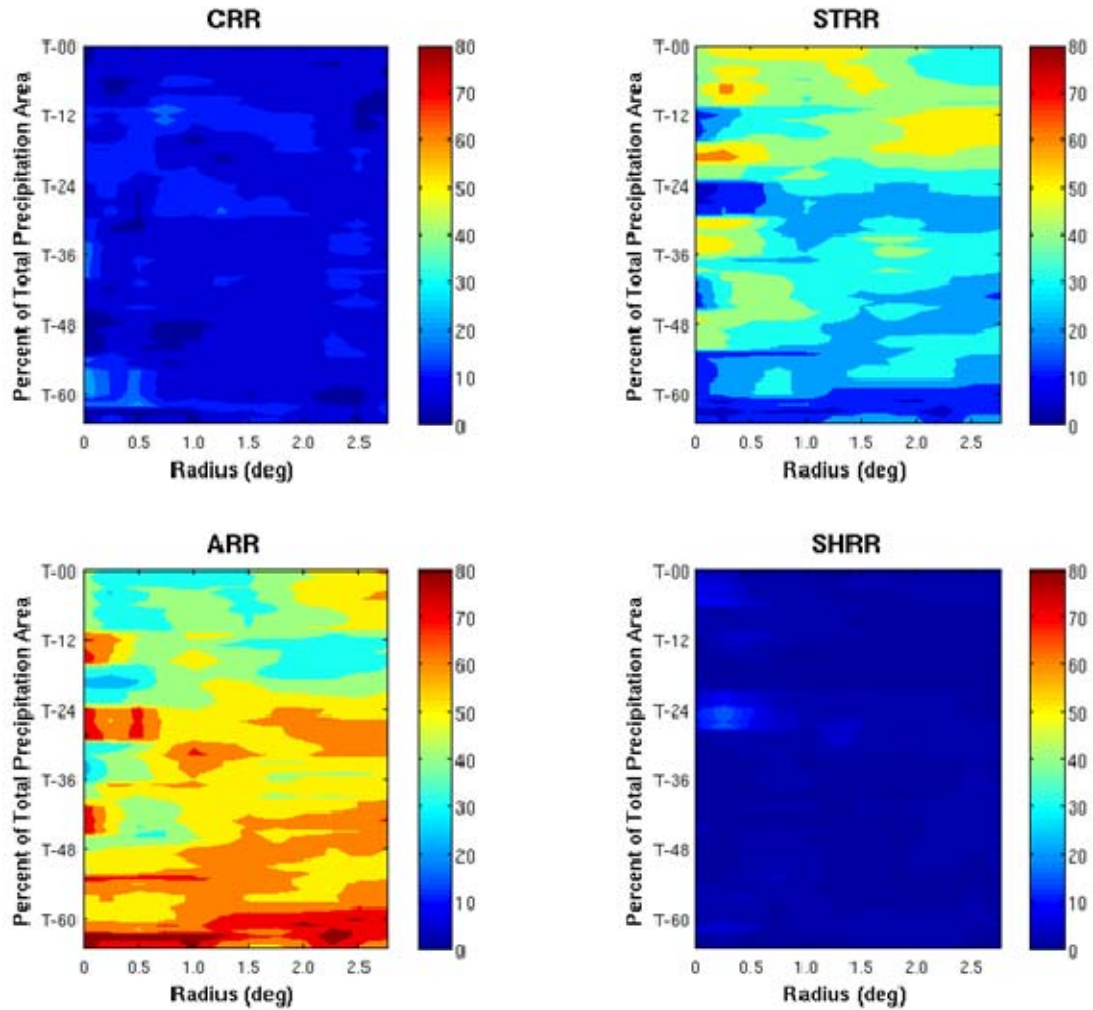 CRR
STRR
T-00
T-12
T-24
T-36
T-48
T-60
Percent of Total Precipitation Area
0 0.5 1.0 1.5 2.0 2.5
Radius (deg)
80
70
60
50
40
30
20
10
0
T-00
T-12
T-24
T-36
T-48
T-60
Percent of Total Precipitation Area
0 0.5 1.0 1.5 2.0 2.5
Radius (deg)
80
70
60
50
40
30
20
10
0
ARR
SHRR
T-00
T-12
T-24
T-36
T-48
T-60
Percent of Total Precipitation Area
0 0.5 1.0 1.5 2.0 2.5
Radius (deg)
80
70
60
50
40
30
20
10
0
T-00
T-12
T-24
T-36
T-48
T-60
Percent of Total Precipitation Area
0 0.5 1.0 1.5 2.0 2.5
Radius (deg)
80
70
60
50
40
30
20
10
0